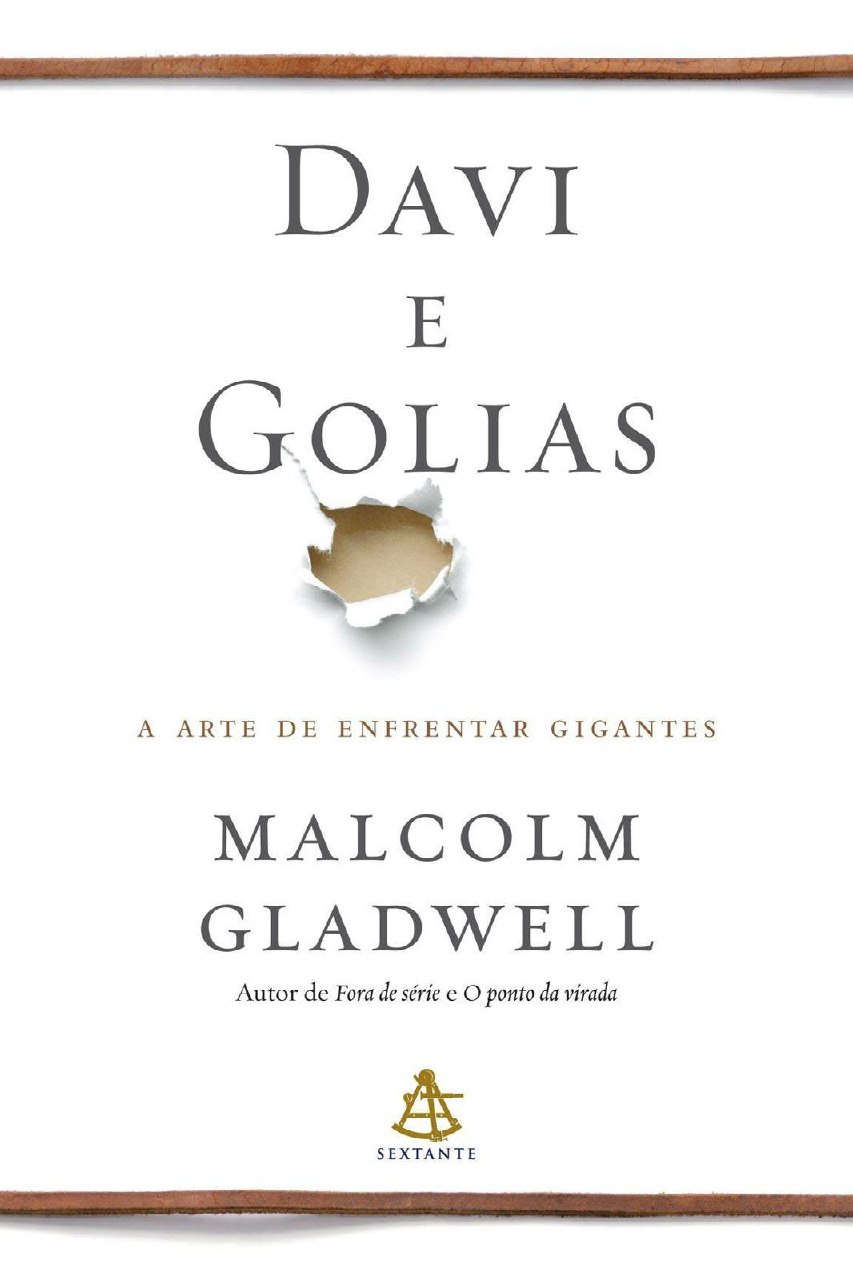 DAVI
E
GOLIAS
A ARTE DE ENFRENTAR GIGANTES
MALCOLM
GLADWELL
Autor de Fora de série e O ponto da virada
SEXTANTE